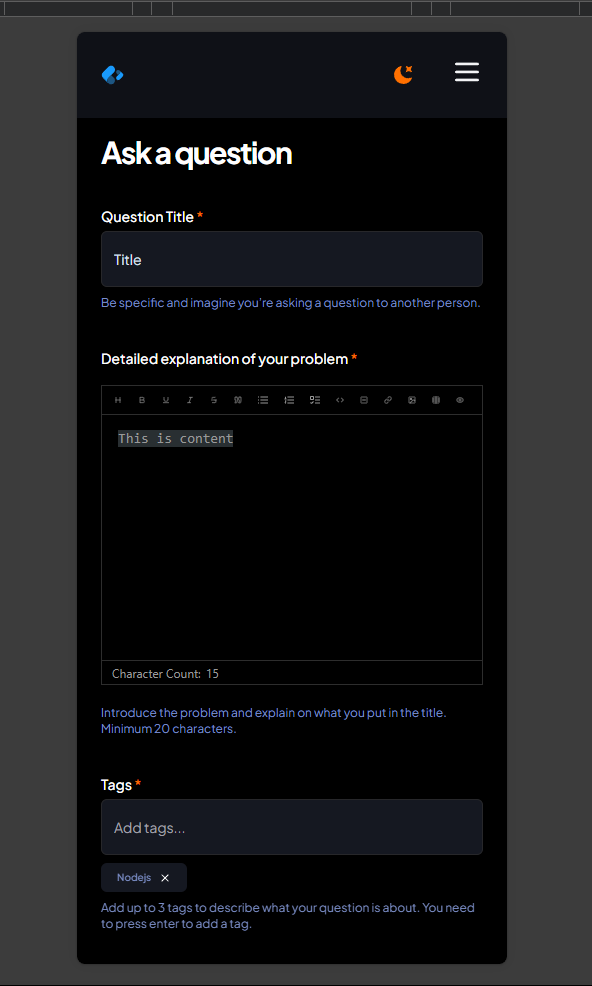 Ask a question
Question Title *
Title
Be specific and imagine you're asking a question to another person.
Detailed explanation of your problem *
H B U I S
This is content
Character Count: 15
Introduce the problem and explain on what you put in the title.
Minimum 20 characters.
Tags *
Add tags...
Nodejs
Add up to 3 tags to describe what your question is about. You need
to press enter to add a tag.